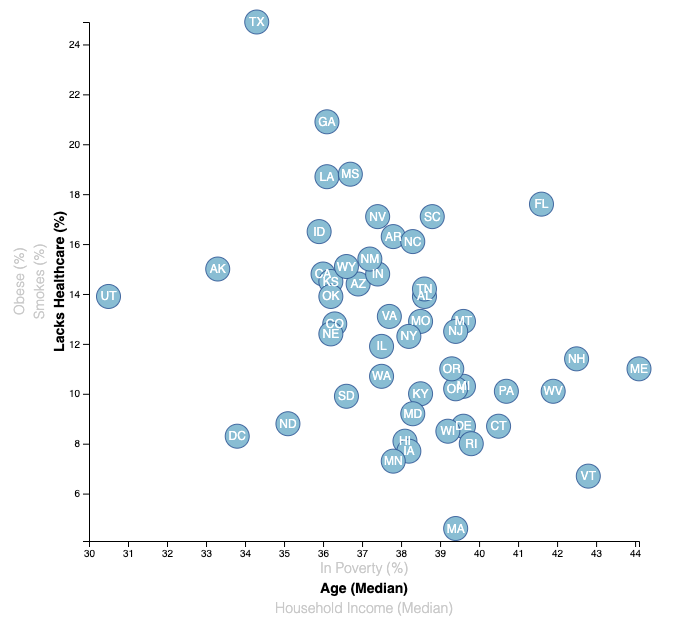 TX
24
22
GA
20
LA MS
18
FL
NV SC
ID AR NC
16
NM
AK CA WY IN
KS AZ
UT OK TN
14 AL
VA
CO MO MT
NE NY NJ
12
IL
NH
OR ME
WA
OH MI
SD KY PA WV
10
MD
ND
DE CT
DC WI
HI RI
8
IA
MN
VT
6
MA
30 31 32 33 34 35 36 37 38 39 40 41 42 43 44
Obese (%)
Smokes (%)
Lacks Healthcare (%)
In Poverty (%)
Age (Median)
Household Income (Median)